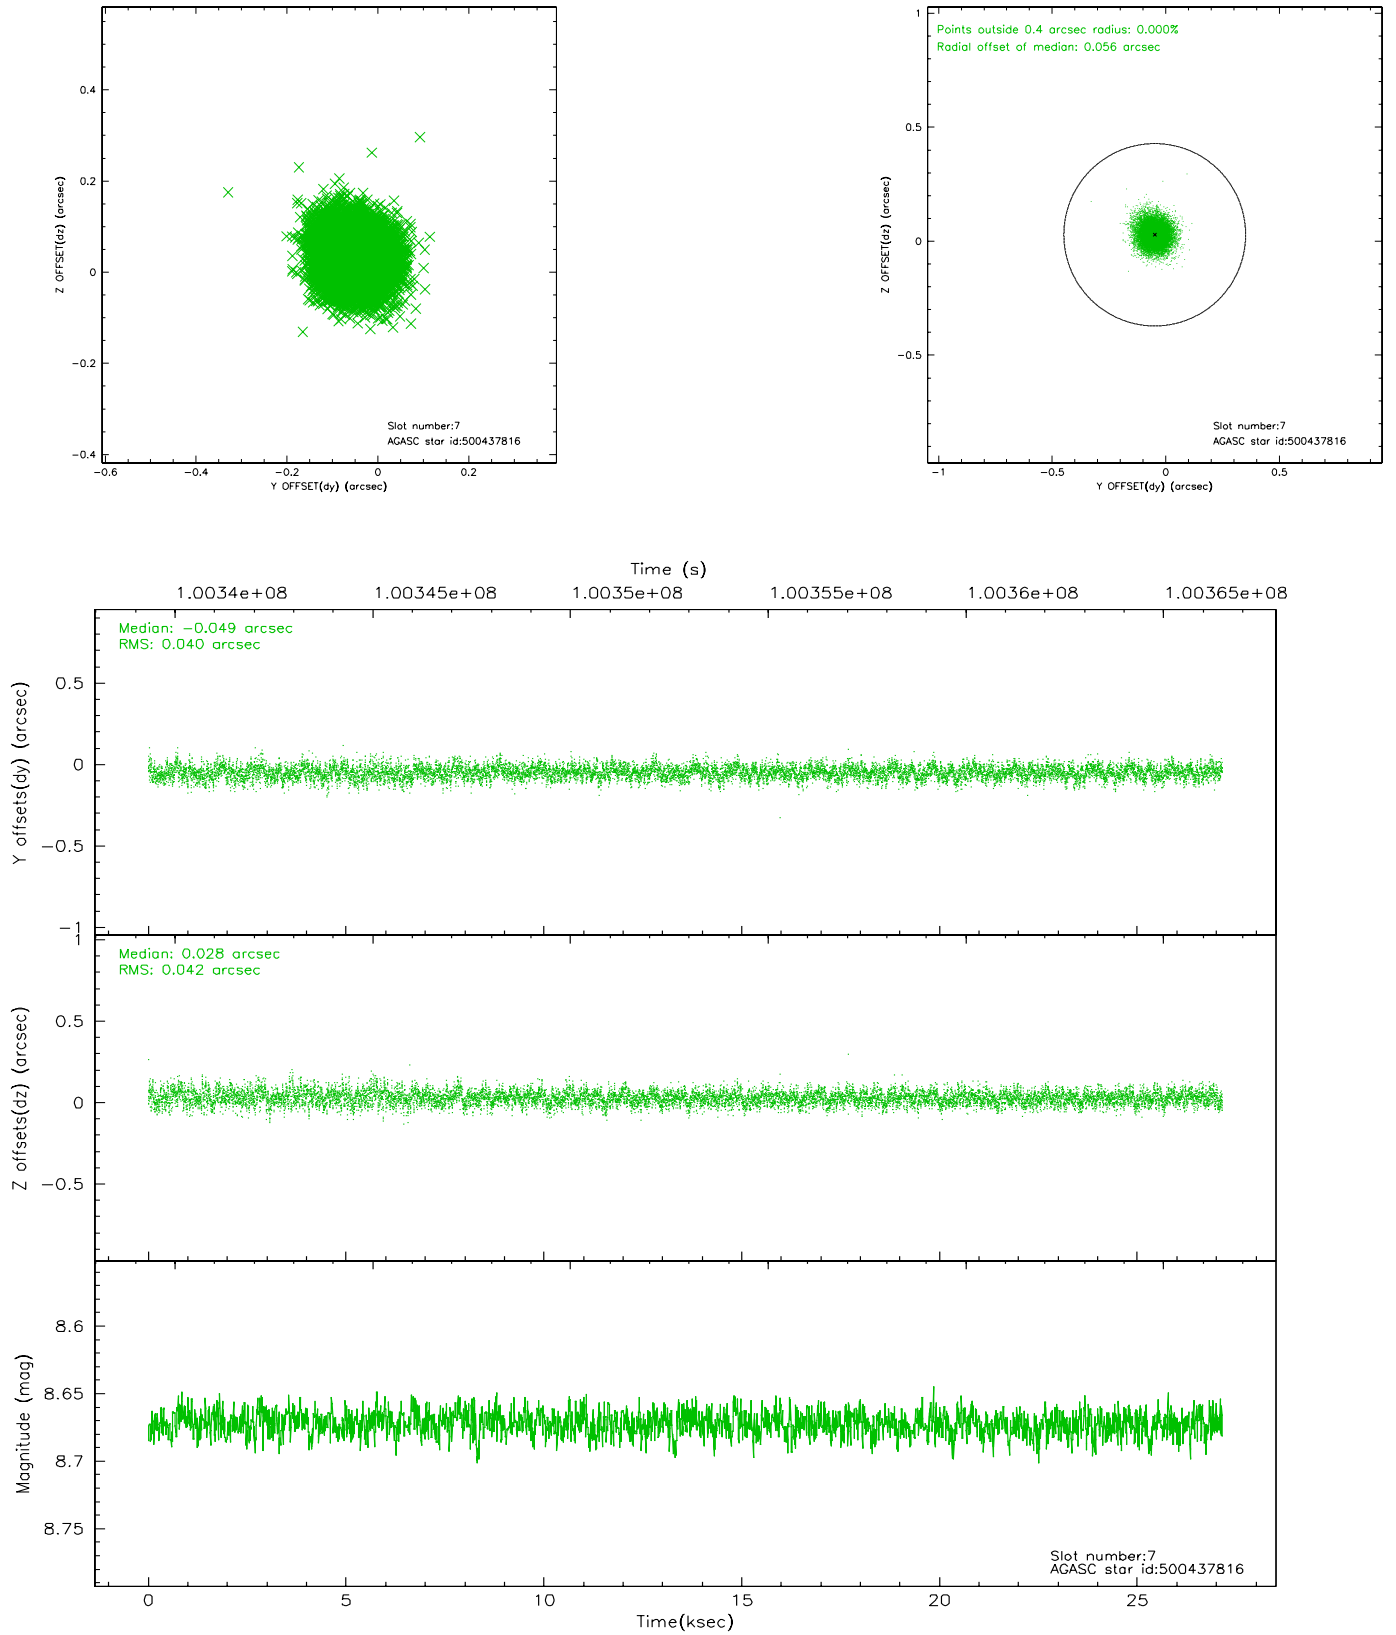 0.4
0.2
0
−0.2
−0.4
Z OFFSET(dz) (arcsec)
Slot number:7
AGASC star id:500437816
−0.6 −0.4 −0.2 0 0.2
Y OFFSET(dy) (arcsec)
Points outside 0.4 arcsec radius: 0.000%
Radial offset of median: 0.056 arcsec
1
0.5
0
−0.5
Z OFFSET(dz) (arcsec)
Slot number:7
AGASC star id:500437816
−1 −0.5 0 0.5
Y OFFSET(dy) (arcsec)
Time (s)
1.0034e+08 1.00345e+08 1.0035e+08 1.00355e+08 1.0036e+08 1.00365e+08
Median: −0.049 arcsec
RMS: 0.040 arcsec
0.5
0
−0.5
−1
Y offsets(dy) (arcsec)
Median: 0.028 arcsec
RMS: 0.042 arcsec
1
0.5
0
−0.5
Z offsets(dz) (arcsec)
8.6
8.65
8.7
8.75
Magnitude (mag)
Slot number:7
AGASC star id:500437816
0 5 10 15 20 25
Time(ksec)